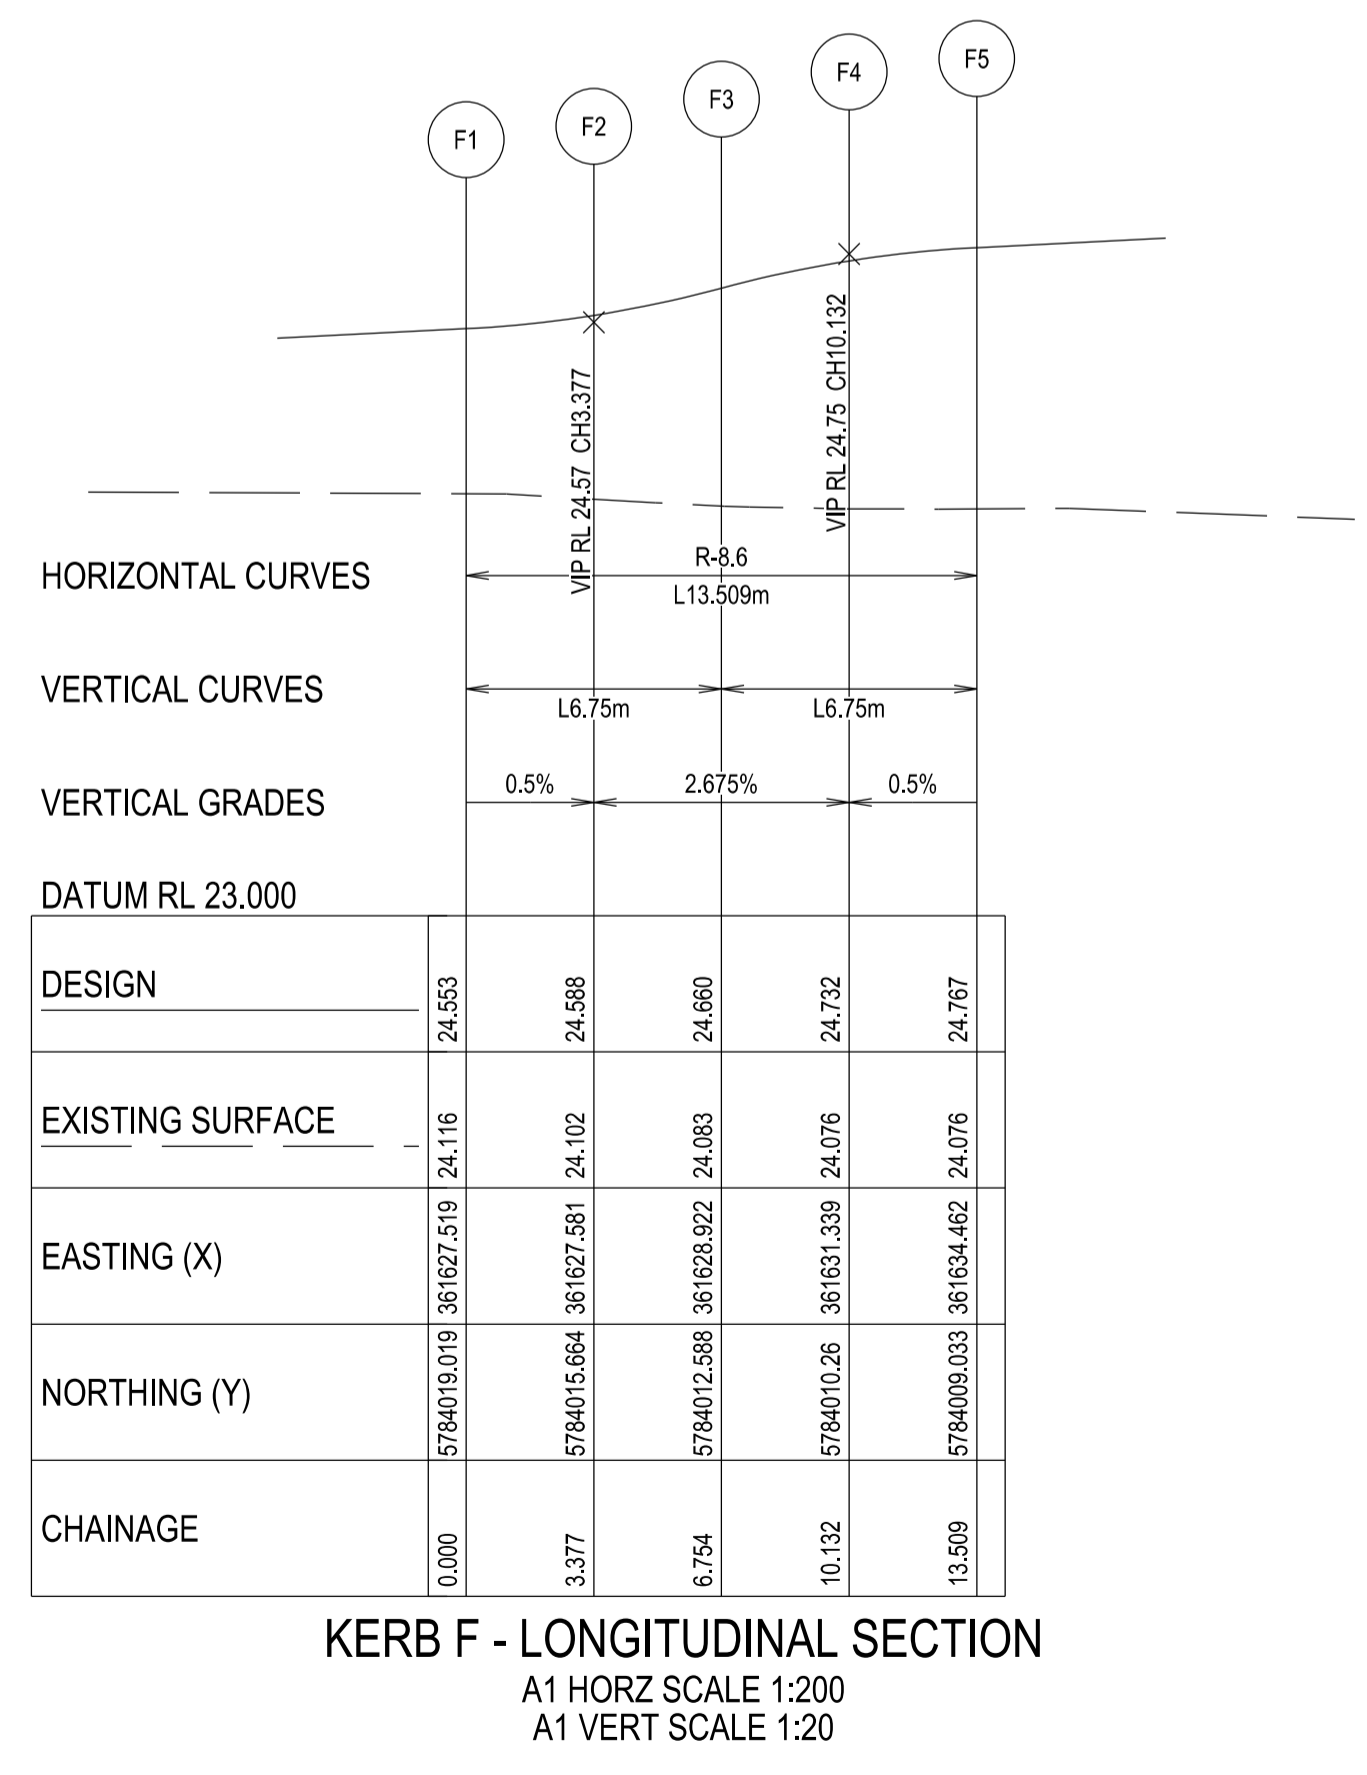 F1
F2
F3
F4
F5
VIP RL 24.57 CH3.377
VIP RL 24.75 CH10.132
HORIZONTAL CURVES
R-8.6
L13.509m
VERTICAL CURVES
L6.75m
L6.75m
VERTICAL GRADES
0.5%
2.675%
0.5%
DATUM RL 23.000
DESIGN
24.553
24.588
24.660
24.732
24.767
EXISTING SURFACE
24.116
24.102
24.083
24.076
24.076
EASTING (X)
361627.519
361627.581
361628.922
361631.339
361634.462
NORTHING (Y)
5784019.019
5784015.664
5784012.588
5784010.26
5784009.033
CHAINAGE
0.000
3.377
6.754
10.132
13.509
KERB F - LONGITUDINAL SECTION
A1 HORZ SCALE 1:200
A1 VERT SCALE 1:20